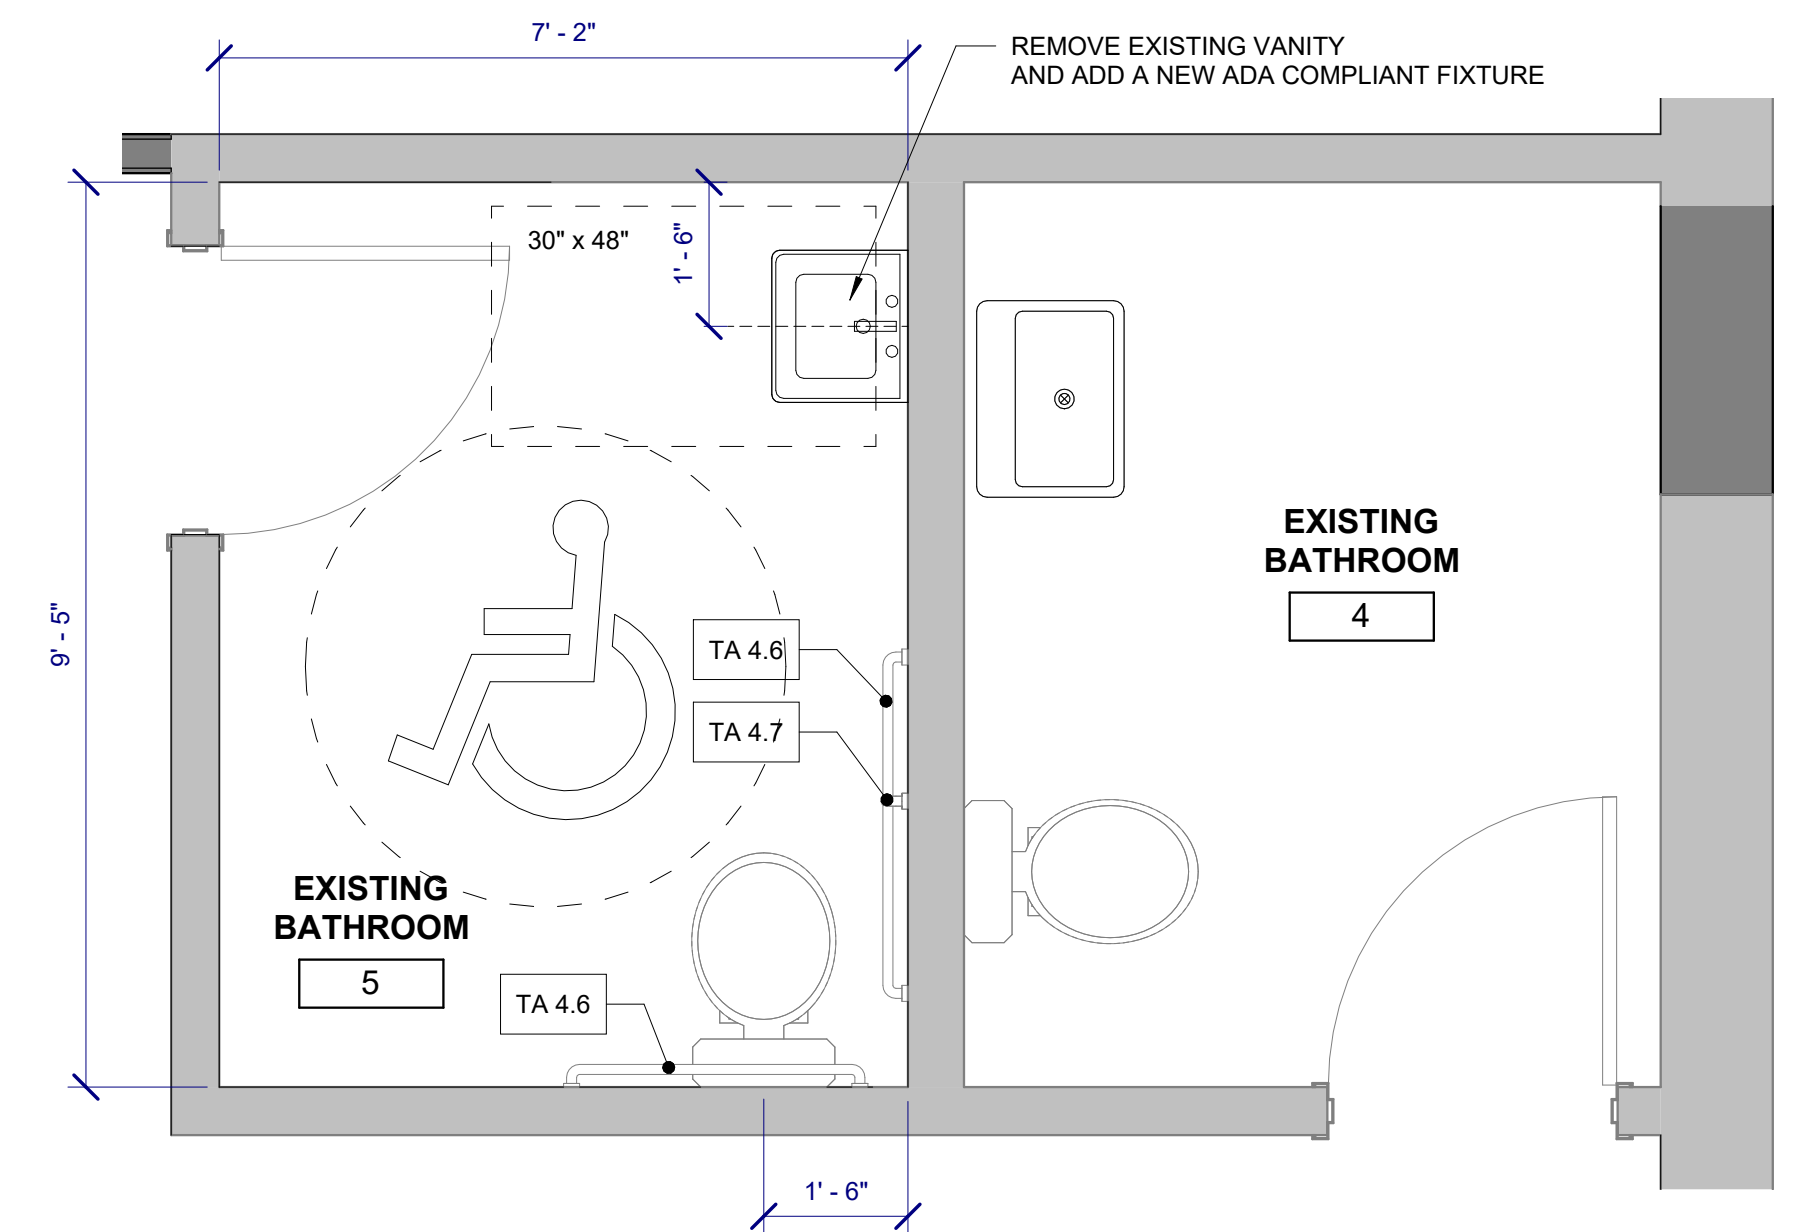 7' - 2"
REMOVE EXISTING VANITY
AND ADD A NEW ADA COMPLIANT FIXTURE
30" x 48"
1' - 6"
EXISTING
BATHROOM
4
9' - 5"
TA 4.6
TA 4.7
EXISTING
BATHROOM
5
TA 4.6
1' - 6"